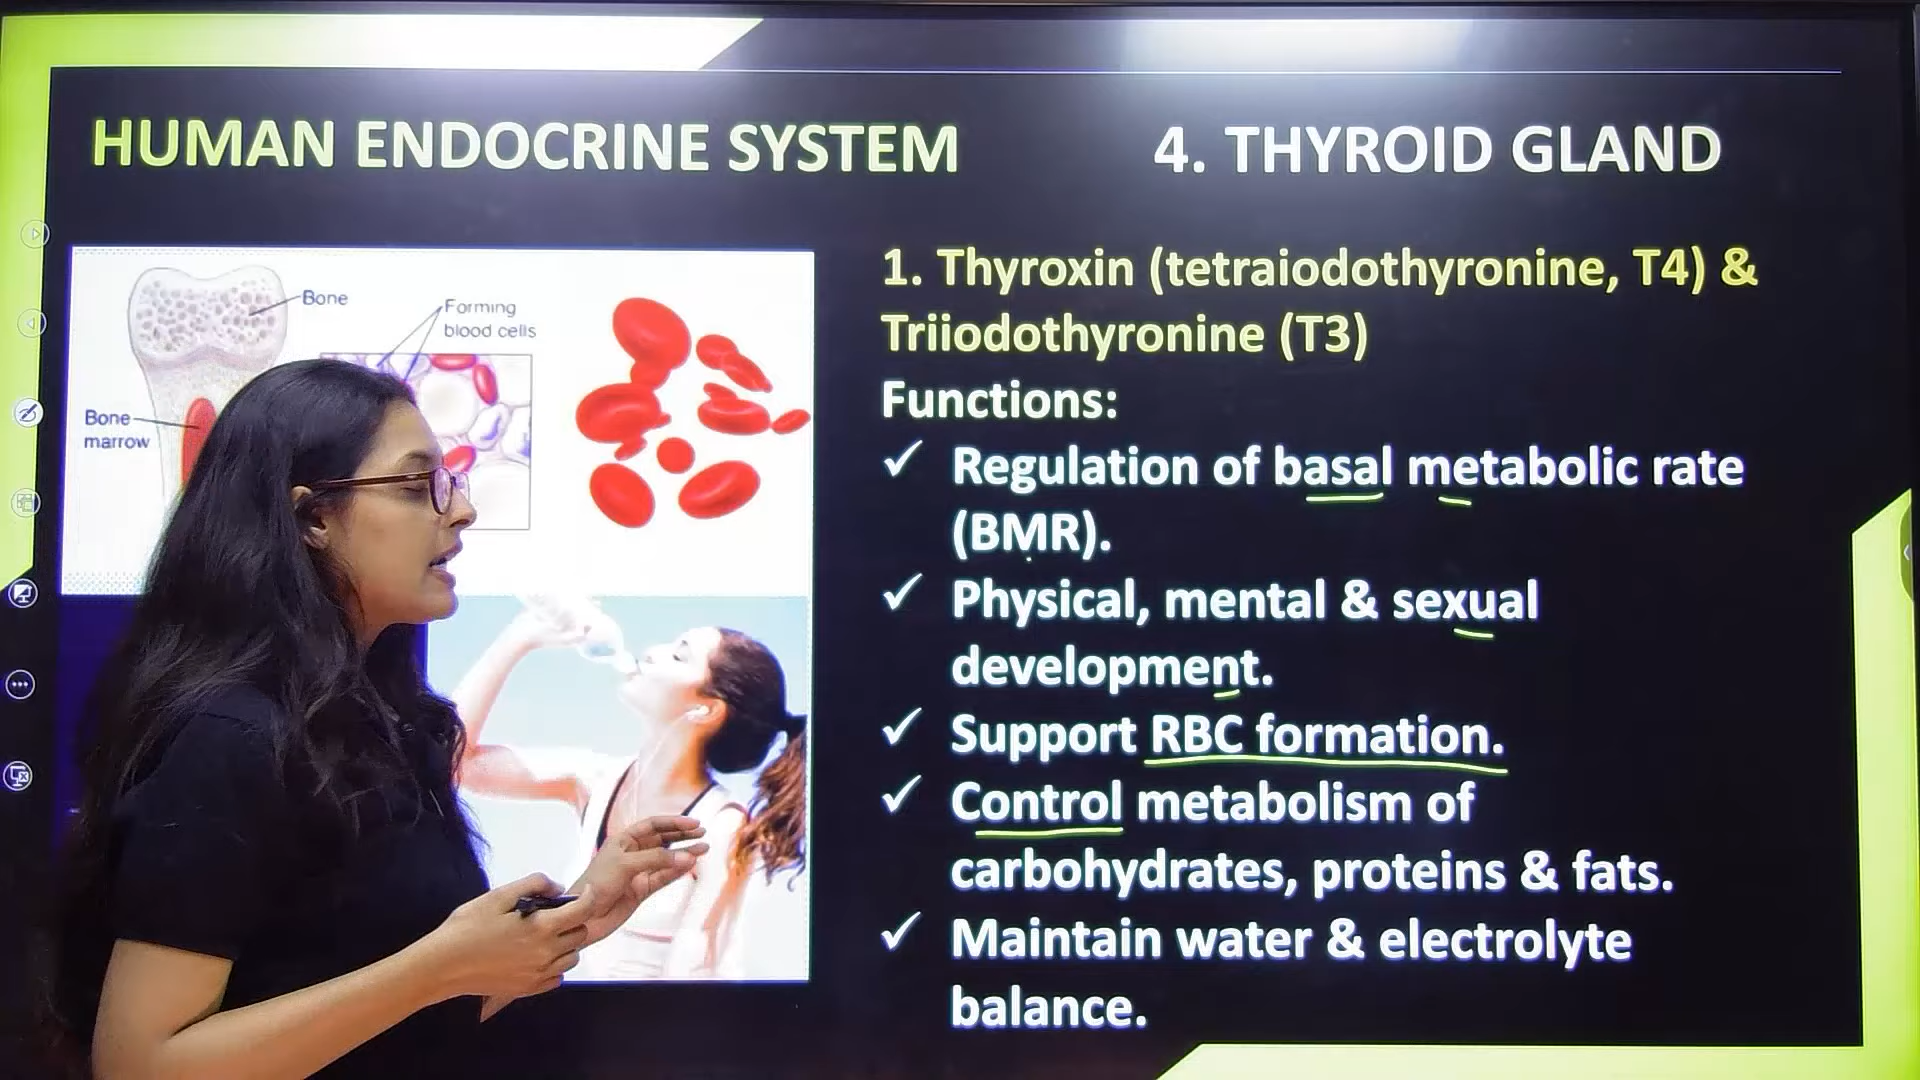 HUMAN ENDOCRINE SYSTEM
4. THYROID GLAND
Bone
Forming
blood cells
Bone
marrow
1. Thyroxin (tetraiodothyronine, T4) &
Triiodothyronine (T3)
Functions:
✓ Regulation of basal metabolic rate
(BMR).
✓ Physical, mental & sexual
development.
✓ Support RBC formation.
✓ Control metabolism of
carbohydrates, proteins & fats.
✓ Maintain water & electrolyte
balance.